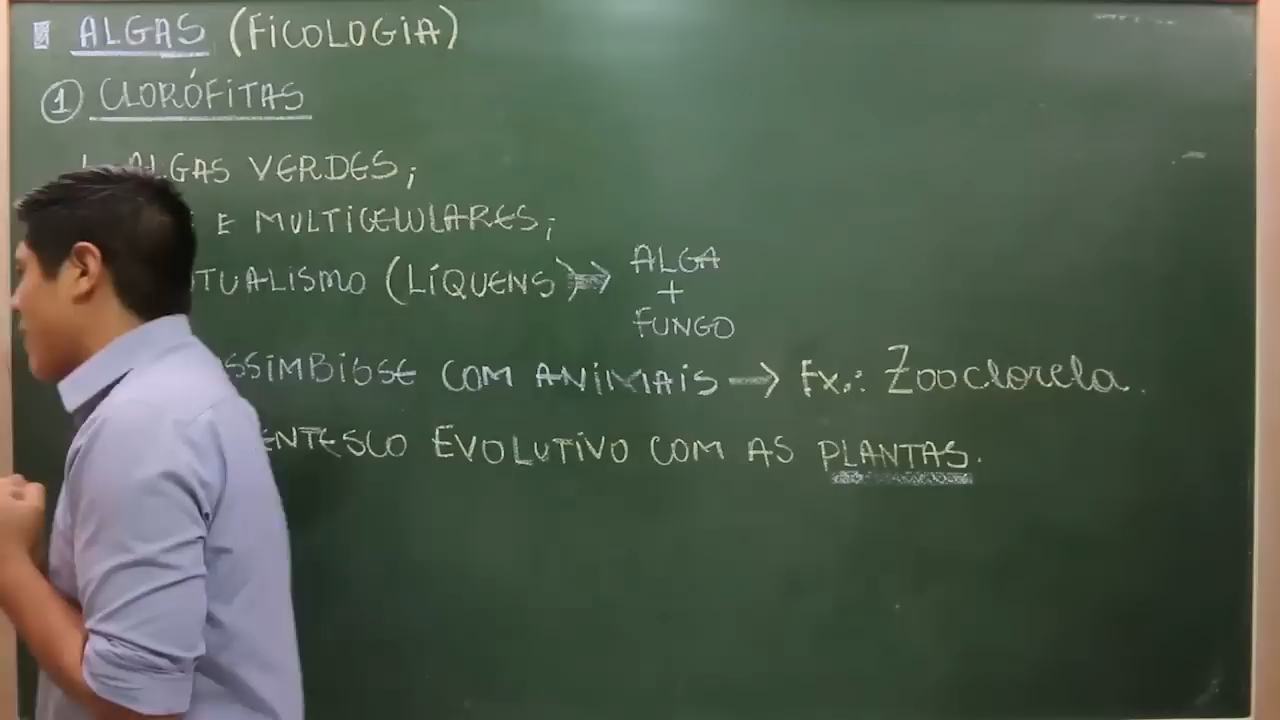 ALGAS (FICOLOGIA)
1 CLORÓFITAS
ALGAS VERDES;
E MULTICELULARES;
TUALISMO (LÍQUENS) → ALGA + FUNGO
SSIMBIOSE COM ANIMAIS → Ex.: Zooclorela.
ENTESCO EVOLUTIVO COM AS PLANTAS.